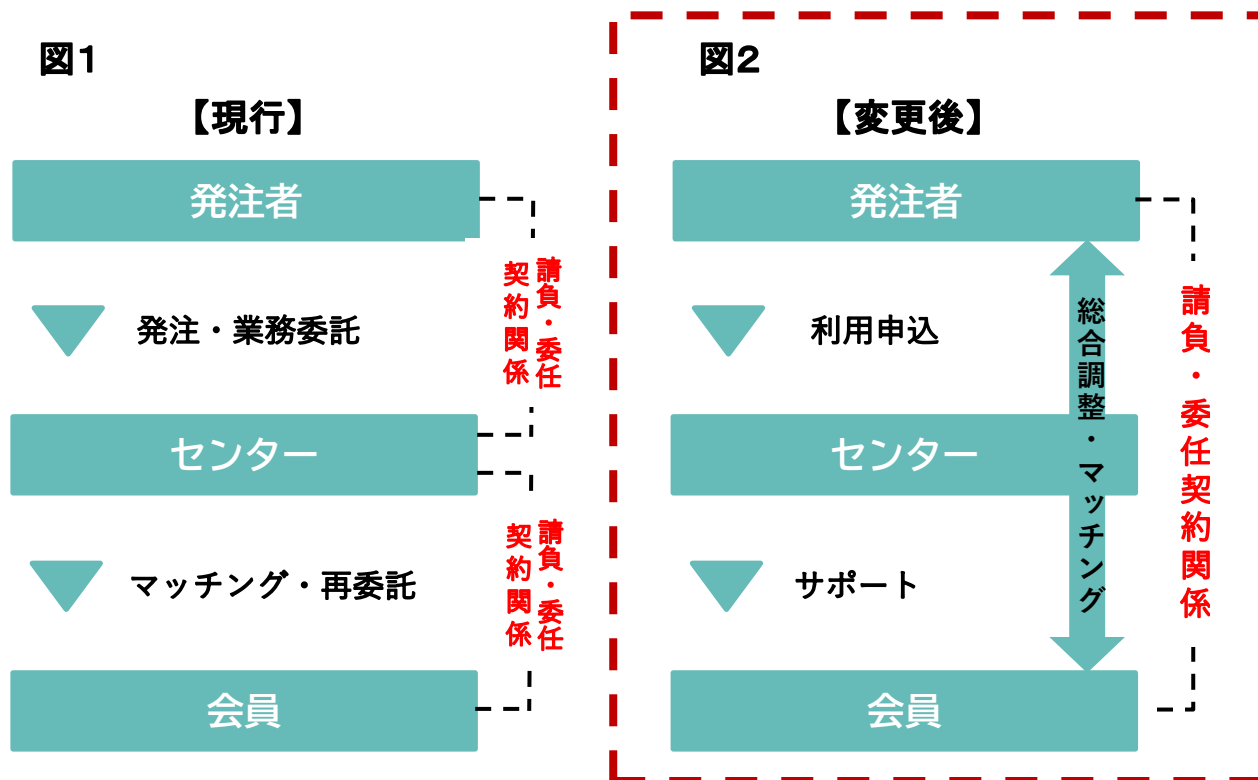 図1
【現行】
発注者
発注・業務委託
請負・委任
契約関係
センター
マッチング・再委託
請負・委任
契約関係
会員
図2
【変更後】
発注者
利用申込
センター
サポート
会員
総合調整・マッチング
請負・委任契約関係